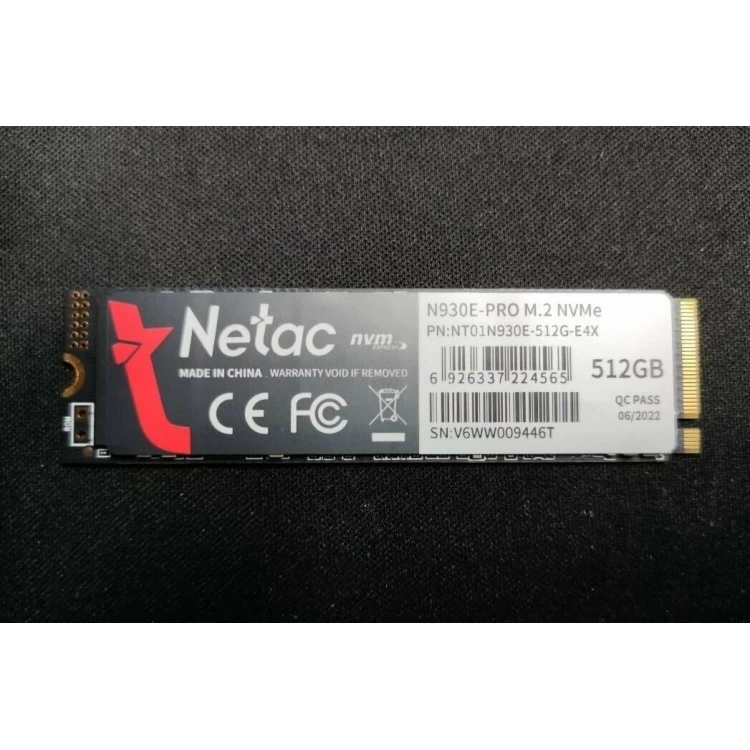 Netac
nvm
EXPRESS
MADE IN CHINA WARRANTY VOID IF REMOVED
CE FC
N930E-PRO M.2 NVMe
PN:NT01N930E-512G-E4X
6 926337 224565
512GB
QC PASS
06/2022
SN:V6WW009446T